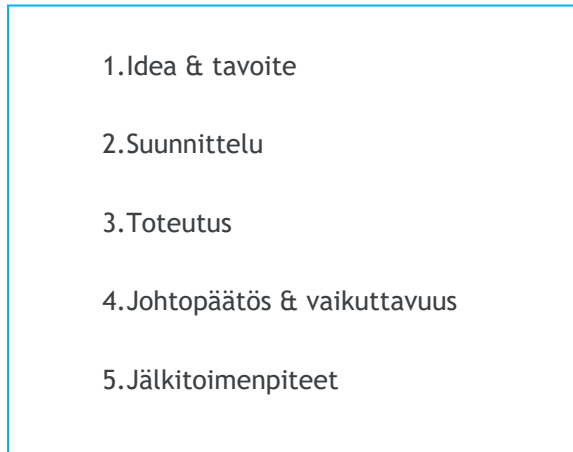 1.Idea & tavoite
2.Suunnittelu
3.Toteutus
4.Johtopäätös & vaikuttavuus
5.Jälkitoimenpiteet